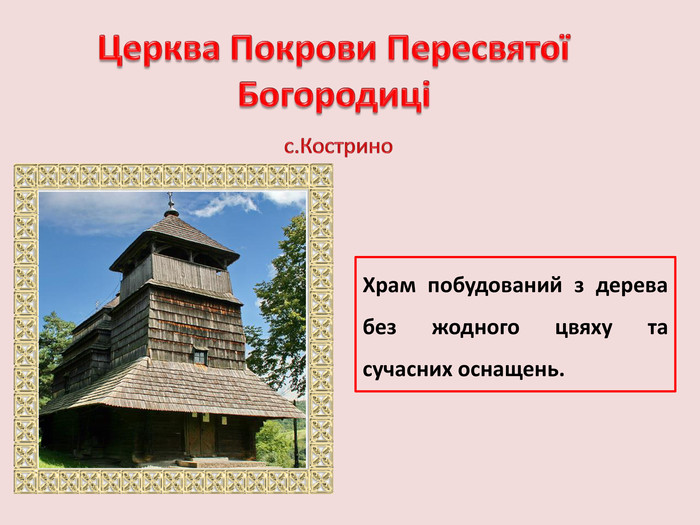 Церква Покрови Пересвятої
Богородиці
с.Кострино
Храм побудований з дерева
без жодного цвяху та
сучасних оснащень.